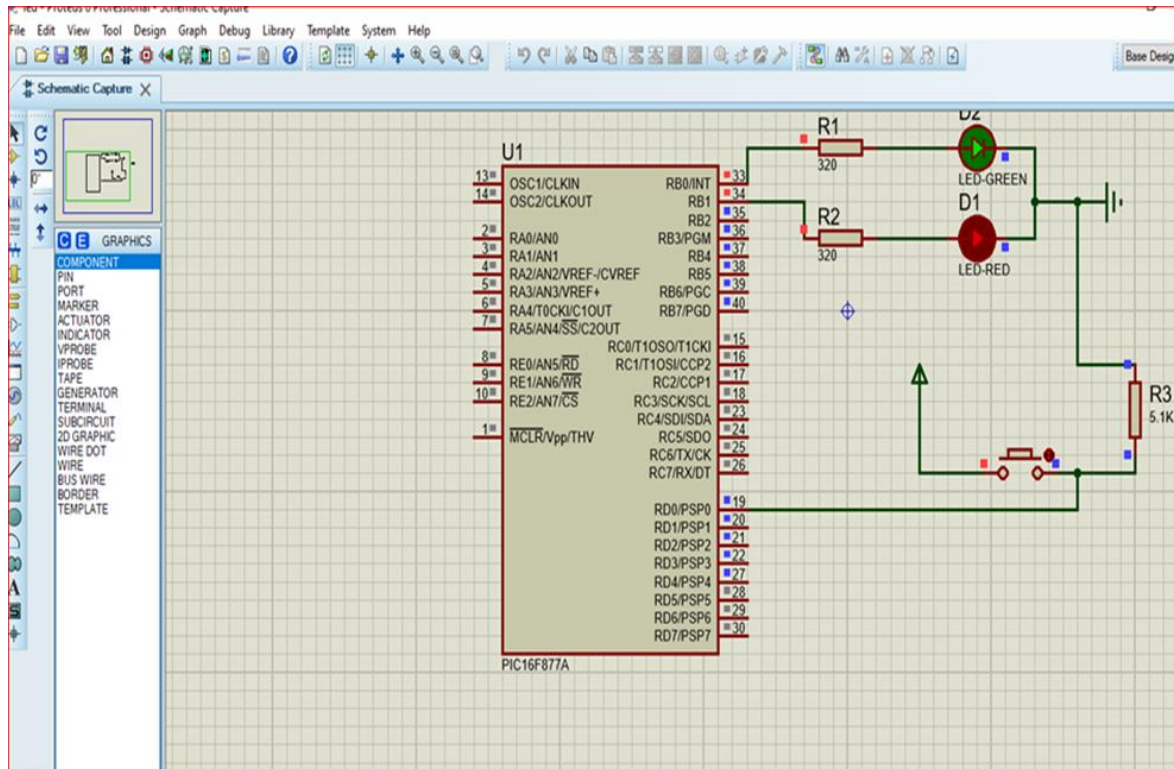 File Edit View Tool Design Graph Debug Library Template System Help
Base Design
Schematic Capture
0°
C E GRAPHICS
COMPONENT
PIN
PORT
MARKER
ACTUATOR
INDICATOR
VPROBE
IPROBE
TAPE
GENERATOR
TERMINAL
SUBCIRCUIT
2D GRAPHIC
WIRE DOT
WIRE
BUS WIRE
BORDER
TEMPLATE
U1
13 OSC1/CLKIN
14 OSC2/CLKOUT
2 RA0/AN0
3 RA1/AN1
4 RA2/AN2/VREF-/CVREF
5 RA3/AN3/VREF+
6 RA4/T0CKI/C1OUT
7 RA5/AN4/SS/C2OUT
8 RE0/AN5/RD
9 RE1/AN6/WR
10 RE2/AN7/CS
1 MCLR/Vpp/THV
RB0/INT 33
RB1 34
RB2 35
RB3/PGM 36
RB4 37
RB5 38
RB6/PGC 39
RB7/PGD 40
RC0/T1OSO/T1CKI 15
RC1/T1OSI/CCP2 16
RC2/CCP1 17
RC3/SCK/SCL 18
RC4/SDI/SDA 23
RC5/SDO 24
RC6/TX/CK 25
RC7/RX/DT 26
RD0/PSP0 19
RD1/PSP1 20
RD2/PSP2 21
RD3/PSP3 22
RD4/PSP4 27
RD5/PSP5 28
RD6/PSP6 29
RD7/PSP7 30
PIC16F877A
R1
320
D2
LED-GREEN
R2
320
D1
LED-RED
R3
5.1K